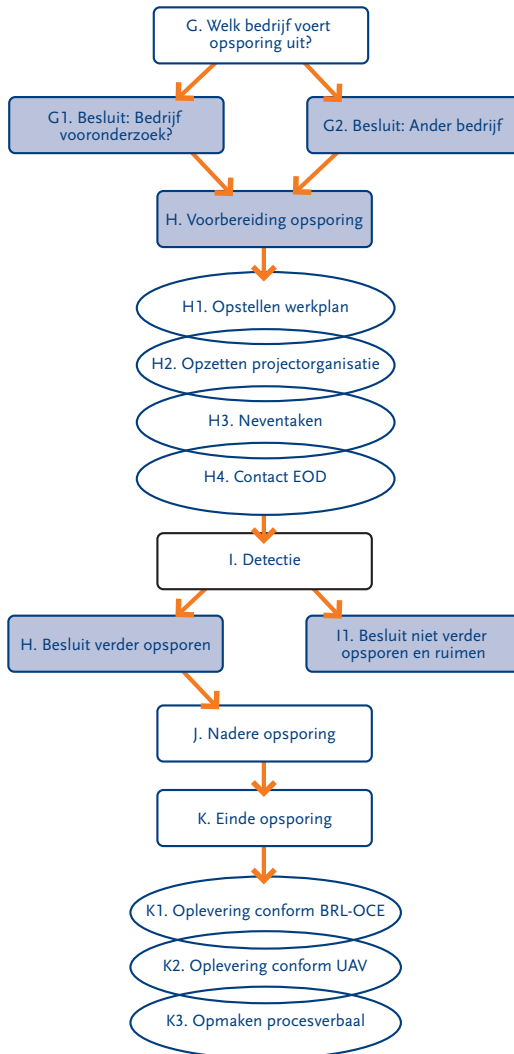 G. Welk bedrijf voert
opsporing uit?
G1. Besluit: Bedrijf
vooronderzoek?
G2. Besluit: Ander bedrijf
H. Voorbereiding opsporing
H1. Opstellen werkplan
H2. Opzetten projectorganisatie
H3. Neventaken
H4. Contact EOD
I. Detectie
H. Besluit verder opsporen
I1. Besluit niet verder
opsporen en ruimen
J. Nadere opsporing
K. Einde opsporing
K1. Oplevering conform BRL-OCE
K2. Oplevering conform UAV
K3. Opmaken procesverbaal